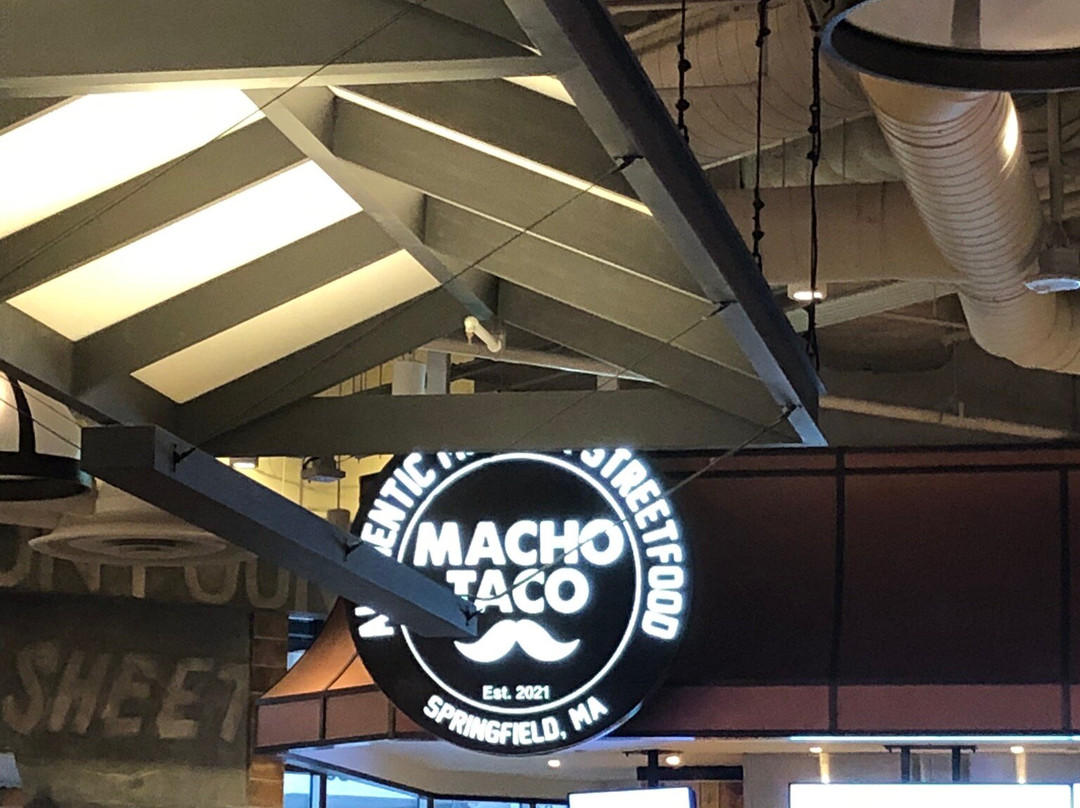 STREETFOOD
MACHO
TACO
Est. 2021
SPRINGFIELD, MA
SHEET